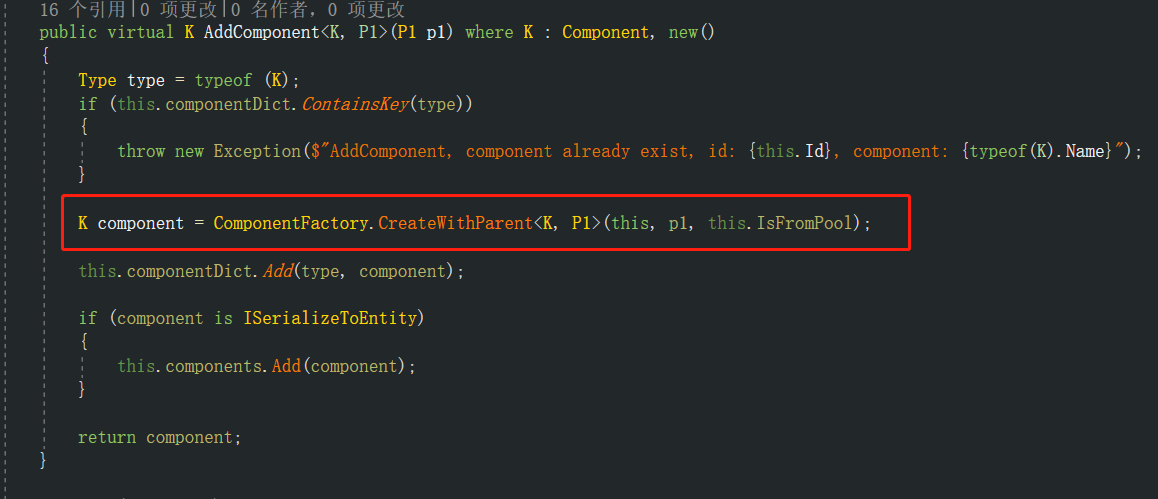 16 个引用|0 项更改|0 名作者，0 项更改
public virtual K AddComponent<K, P1>(P1 p1) where K : Component, new()
{
Type type = typeof (K);
if (this.componentDict.ContainsKey(type))
{
throw new Exception($"AddComponent, component already exist, id: {this.Id}, component: {typeof(K).Name}");
}
K component = ComponentFactory.CreateWithParent<K, P1>(this, p1, this.IsFromPool);
this.componentDict.Add(type, component);
if (component is ISerializeToEntity)
{
this.components.Add(component);
}
return component;
}